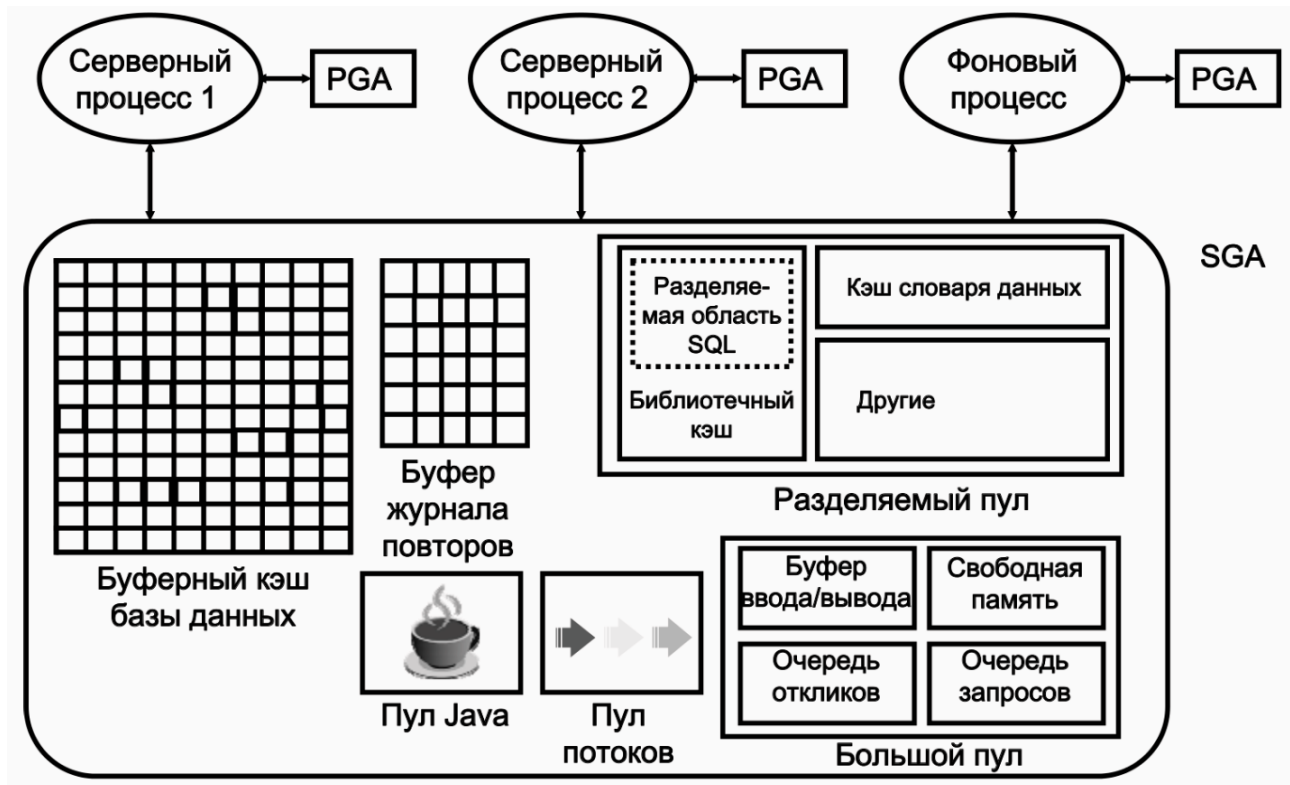 Серверный
процесс 1
PGA
Серверный
процесс 2
PGA
Фоновый
процесс
PGA
SGA
Разделяе-
мая область
SQL
Библиотечный
кэш
Кэш словаря данных
Другие
Разделяемый пул
Буферный кэш
базы данных
Буфер
журнала
повторов
Пул Java
Пул
потоков
Буфер
ввода/вывода
Свободная
память
Очередь
откликов
Очередь
запросов
Большой пул